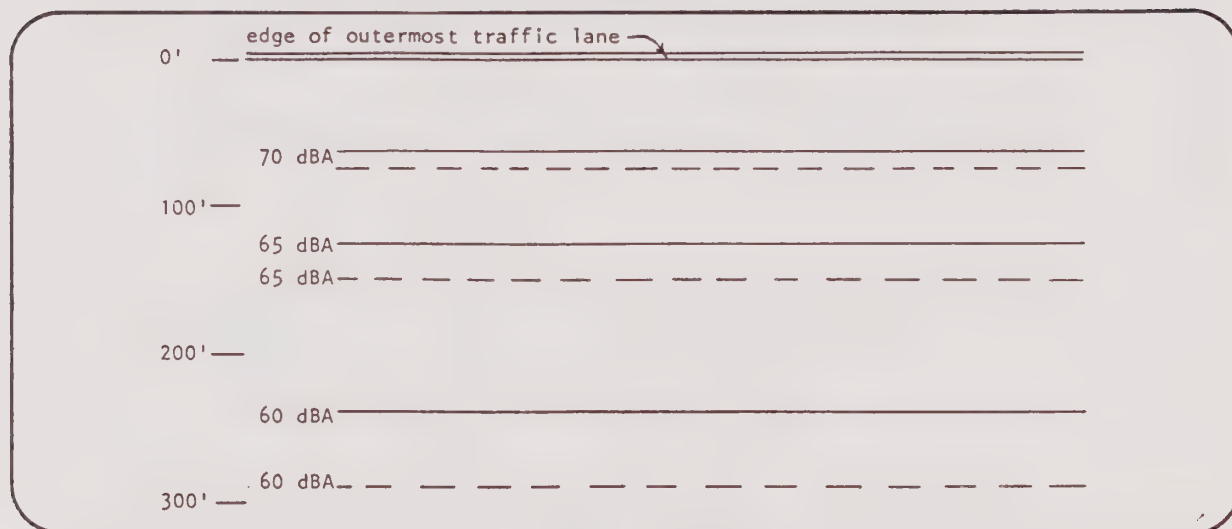 edge of outermost traffic lane
0'
70 dBA
100'
65 dBA
65 dBA
200'
60 dBA
60 dBA
300'